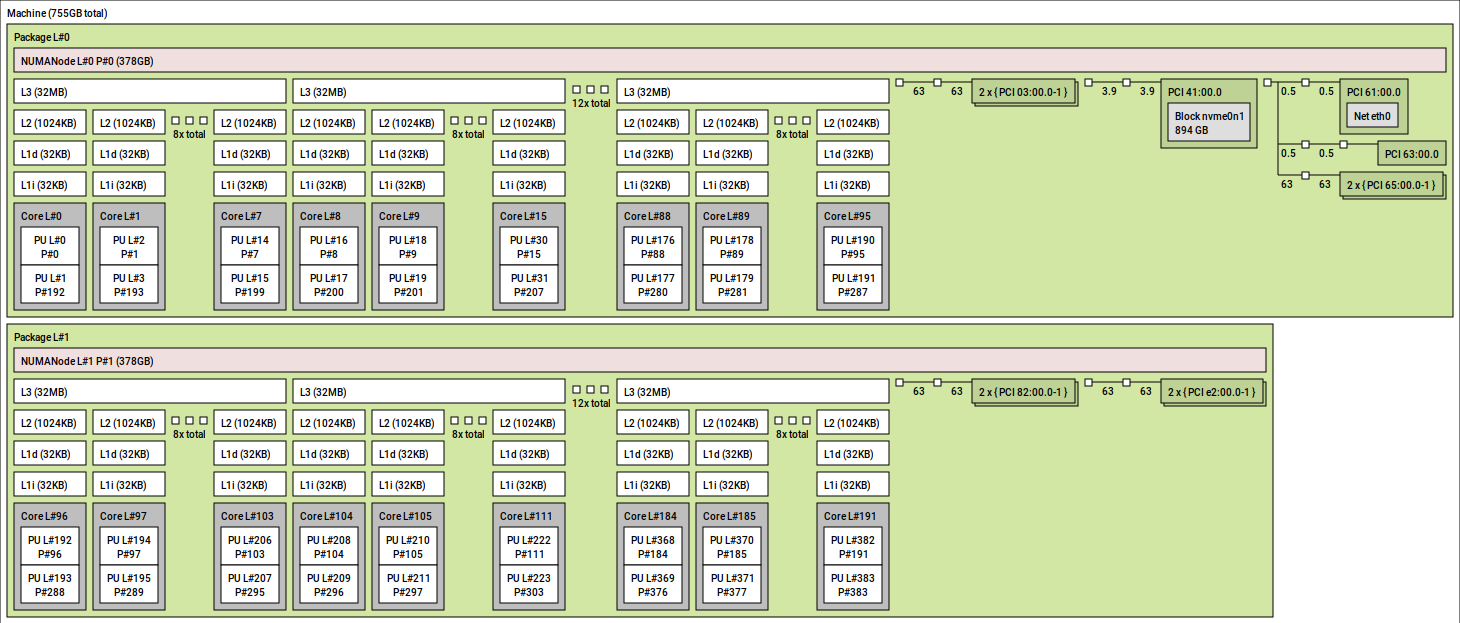 Machine (755GB total)
Package L#0
NUMANode L#0 P#0 (378GB)
L3 (32MB) L3 (32MB) 12x total L3 (32MB) 63 63 2 x { PCI 03:00.0-1 } 3.9 3.9 PCI 41:00.0 0.5 0.5 PCI 61:00.0
Block nvme0n1 Net eth0
894 GB
L2 (1024KB) L2 (1024KB) 8x total L2 (1024KB) L2 (1024KB) L2 (1024KB) 8x total L2 (1024KB) L2 (1024KB) L2 (1024KB) 8x total L2 (1024KB)
L1d (32KB) L1d (32KB) L1d (32KB) L1d (32KB) L1d (32KB) L1d (32KB) L1d (32KB) L1d (32KB) L1d (32KB) 0.5 0.5 PCI 63:00.0
L1i (32KB) L1i (32KB) L1i (32KB) L1i (32KB) L1i (32KB) L1i (32KB) L1i (32KB) L1i (32KB) L1i (32KB) 63 63 2 x { PCI 65:00.0-1 }
Core L#0 Core L#1 Core L#7 Core L#8 Core L#9 Core L#15 Core L#88 Core L#89 Core L#95
PU L#0 PU L#2 PU L#14 PU L#16 PU L#18 PU L#30 PU L#176 PU L#178 PU L#190
P#0 P#1 P#7 P#8 P#9 P#15 P#88 P#89 P#95
PU L#1 PU L#3 PU L#15 PU L#17 PU L#19 PU L#31 PU L#177 PU L#179 PU L#191
P#192 P#193 P#199 P#200 P#201 P#207 P#280 P#281 P#287
Package L#1
NUMANode L#1 P#1 (378GB)
L3 (32MB) L3 (32MB) 12x total L3 (32MB) 63 63 2 x { PCI 82:00.0-1 } 63 63 2 x { PCI e2:00.0-1 }
L2 (1024KB) L2 (1024KB) 8x total L2 (1024KB) L2 (1024KB) L2 (1024KB) 8x total L2 (1024KB) L2 (1024KB) L2 (1024KB) 8x total L2 (1024KB)
L1d (32KB) L1d (32KB) L1d (32KB) L1d (32KB) L1d (32KB) L1d (32KB) L1d (32KB) L1d (32KB) L1d (32KB)
L1i (32KB) L1i (32KB) L1i (32KB) L1i (32KB) L1i (32KB) L1i (32KB) L1i (32KB) L1i (32KB) L1i (32KB)
Core L#96 Core L#97 Core L#103 Core L#104 Core L#105 Core L#111 Core L#184 Core L#185 Core L#191
PU L#192 PU L#194 PU L#206 PU L#208 PU L#210 PU L#222 PU L#368 PU L#370 PU L#382
P#96 P#97 P#103 P#104 P#105 P#111 P#184 P#185 P#191
PU L#193 PU L#195 PU L#207 PU L#209 PU L#211 PU L#223 PU L#369 PU L#371 PU L#383
P#288 P#289 P#295 P#296 P#297 P#303 P#376 P#377 P#383